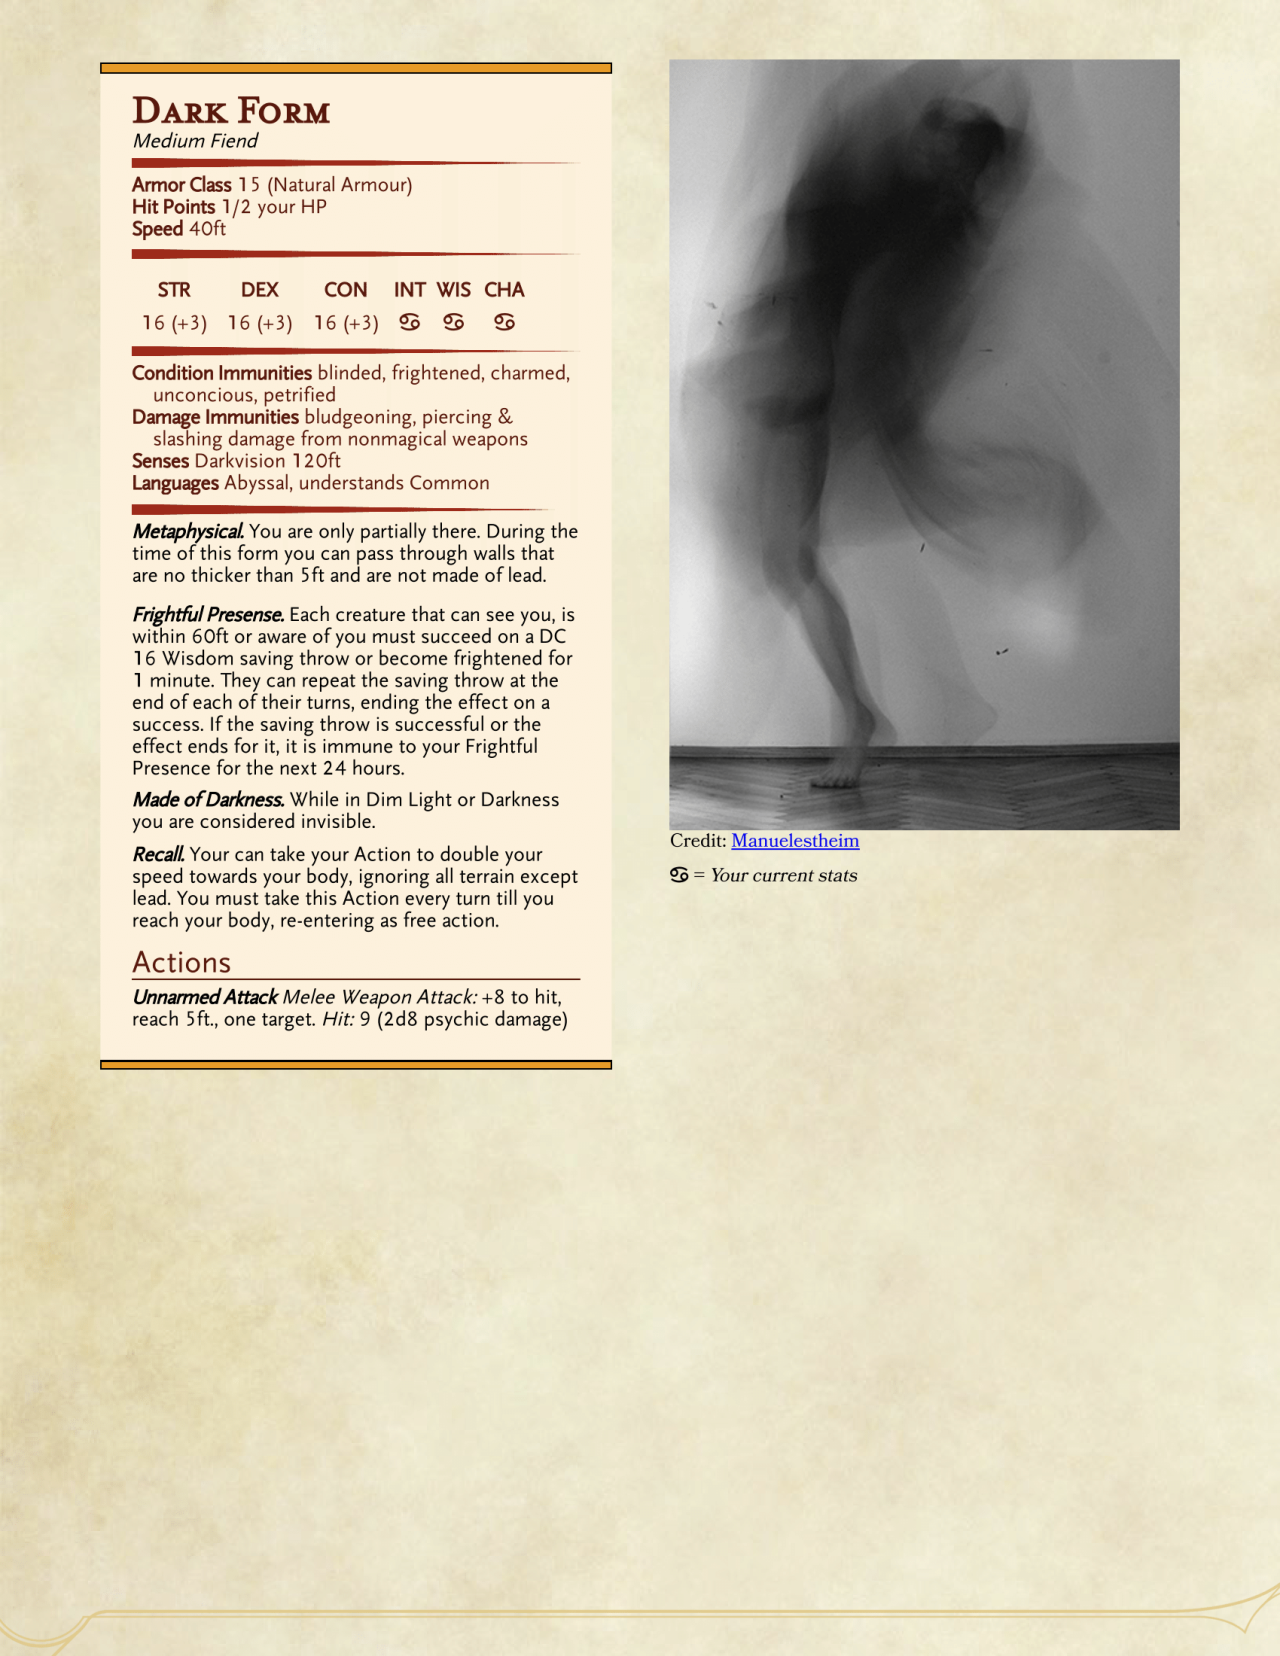 Dark Form
Medium Fiend
Armor Class 15 (Natural Armour)
Hit Points 1/2 your HP
Speed 40ft
STR DEX CON INT WIS CHA
16 (+3) 16 (+3) 16 (+3) ♋ ♋ ♋
Condition Immunities blinded, frightened, charmed,
unconcious, petrified
Damage Immunities bludgeoning, piercing &
slashing damage from nonmagical weapons
Senses Darkvision 120ft
Languages Abyssal, understands Common
Metaphysical. You are only partially there. During the
time of this form you can pass through walls that
are no thicker than 5ft and are not made of lead.
Frightful Presense. Each creature that can see you, is
within 60ft or aware of you must succeed on a DC
16 Wisdom saving throw or become frightened for
1 minute. They can repeat the saving throw at the
end of each of their turns, ending the effect on a
success. If the saving throw is successful or the
effect ends for it, it is immune to your Frightful
Presence for the next 24 hours.
Made of Darkness. While in Dim Light or Darkness
you are considered invisible.
Recall. Your can take your Action to double your
speed towards your body, ignoring all terrain except
lead. You must take this Action every turn till you
reach your body, re-entering as free action.
Actions
Unnarmed Attack Melee Weapon Attack: +8 to hit,
reach 5ft., one target. Hit: 9 (2d8 psychic damage)
Credit: Manuelestheim
♋ = Your current stats